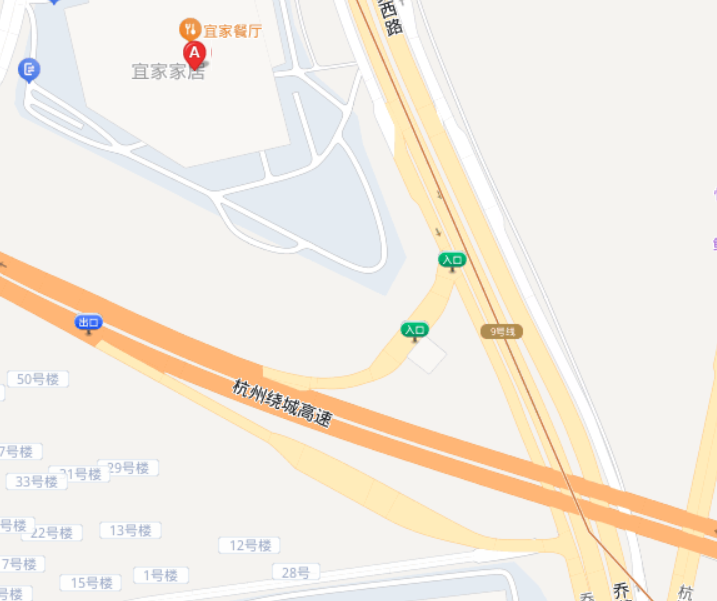 西路
宜家餐厅
A
宜家家居
入口
出口
入口
9号线
50号楼
杭州绕城高速
7号楼
31号楼
29号楼
33号楼
号楼
22号楼
13号楼
12号楼
7号楼
15号楼
1号楼
28号
号楼
乔
乔
杭